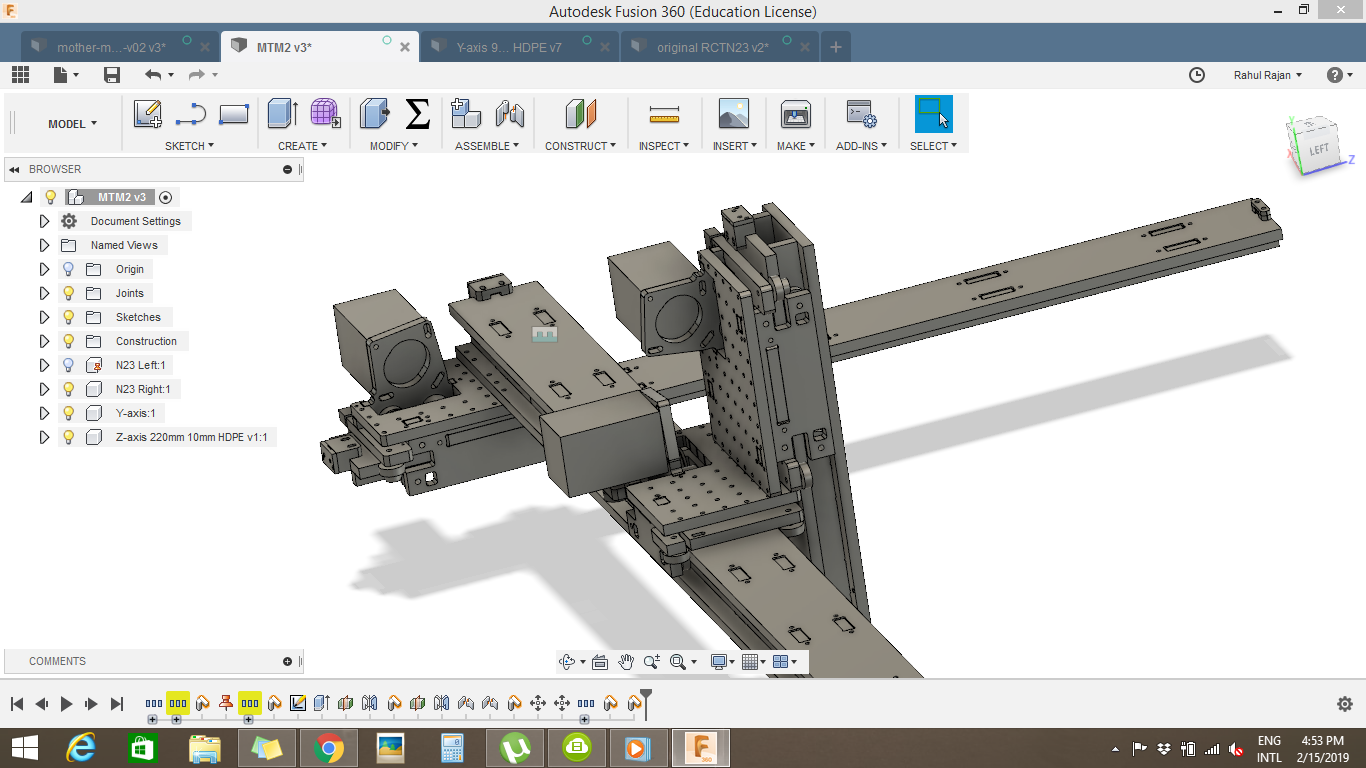 Autodesk Fusion 360 (Education License)
mother-m...-v02 v3*
MTM2 v3*
Y-axis 9... HDPE v7
original RCTN23 v2*
Rahul Rajan
MODEL
SKETCH
CREATE
MODIFY
ASSEMBLE
CONSTRUCT
INSPECT
INSERT
MAKE
ADD-INS
SELECT
LEFT
Y
X
Z
BROWSER
MTM2 v3
Document Settings
Named Views
Origin
Joints
Sketches
Construction
N23 Left:1
N23 Right:1
Y-axis:1
Z-axis 220mm 10mm HDPE v1:1
COMMENTS
ENG
INTL
4:53 PM
2/15/2019